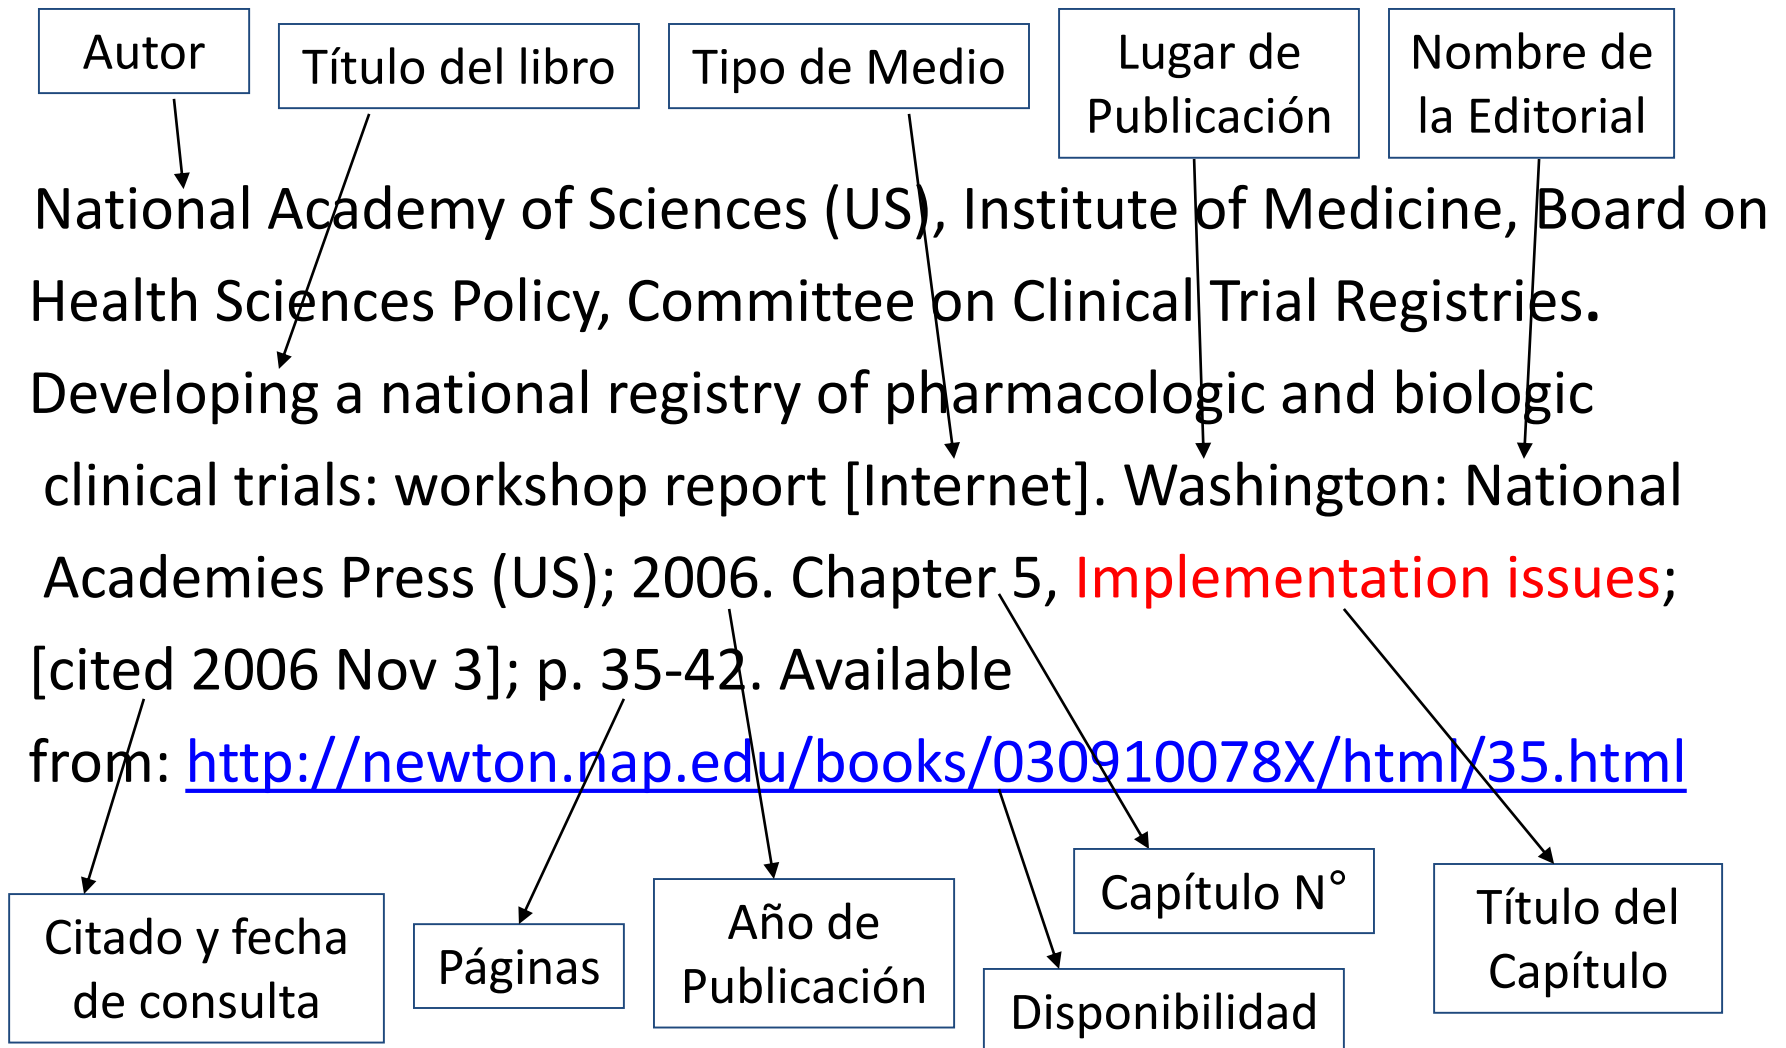 Autor
Título del libro
Tipo de Medio
Lugar de
Publicación
Nombre de
la Editorial
National Academy of Sciences (US), Institute of Medicine, Board on
Health Sciences Policy, Committee on Clinical Trial Registries.
Developing a national registry of pharmacologic and biologic
clinical trials: workshop report [Internet]. Washington: National
Academies Press (US); 2006. Chapter 5, Implementation issues;
[cited 2006 Nov 3]; p. 35-42. Available
from: http://newton.nap.edu/books/030910078X/html/35.html
Citado y fecha
de consulta
Páginas
Año de
Publicación
Disponibilidad
Capítulo N°
Título del
Capítulo